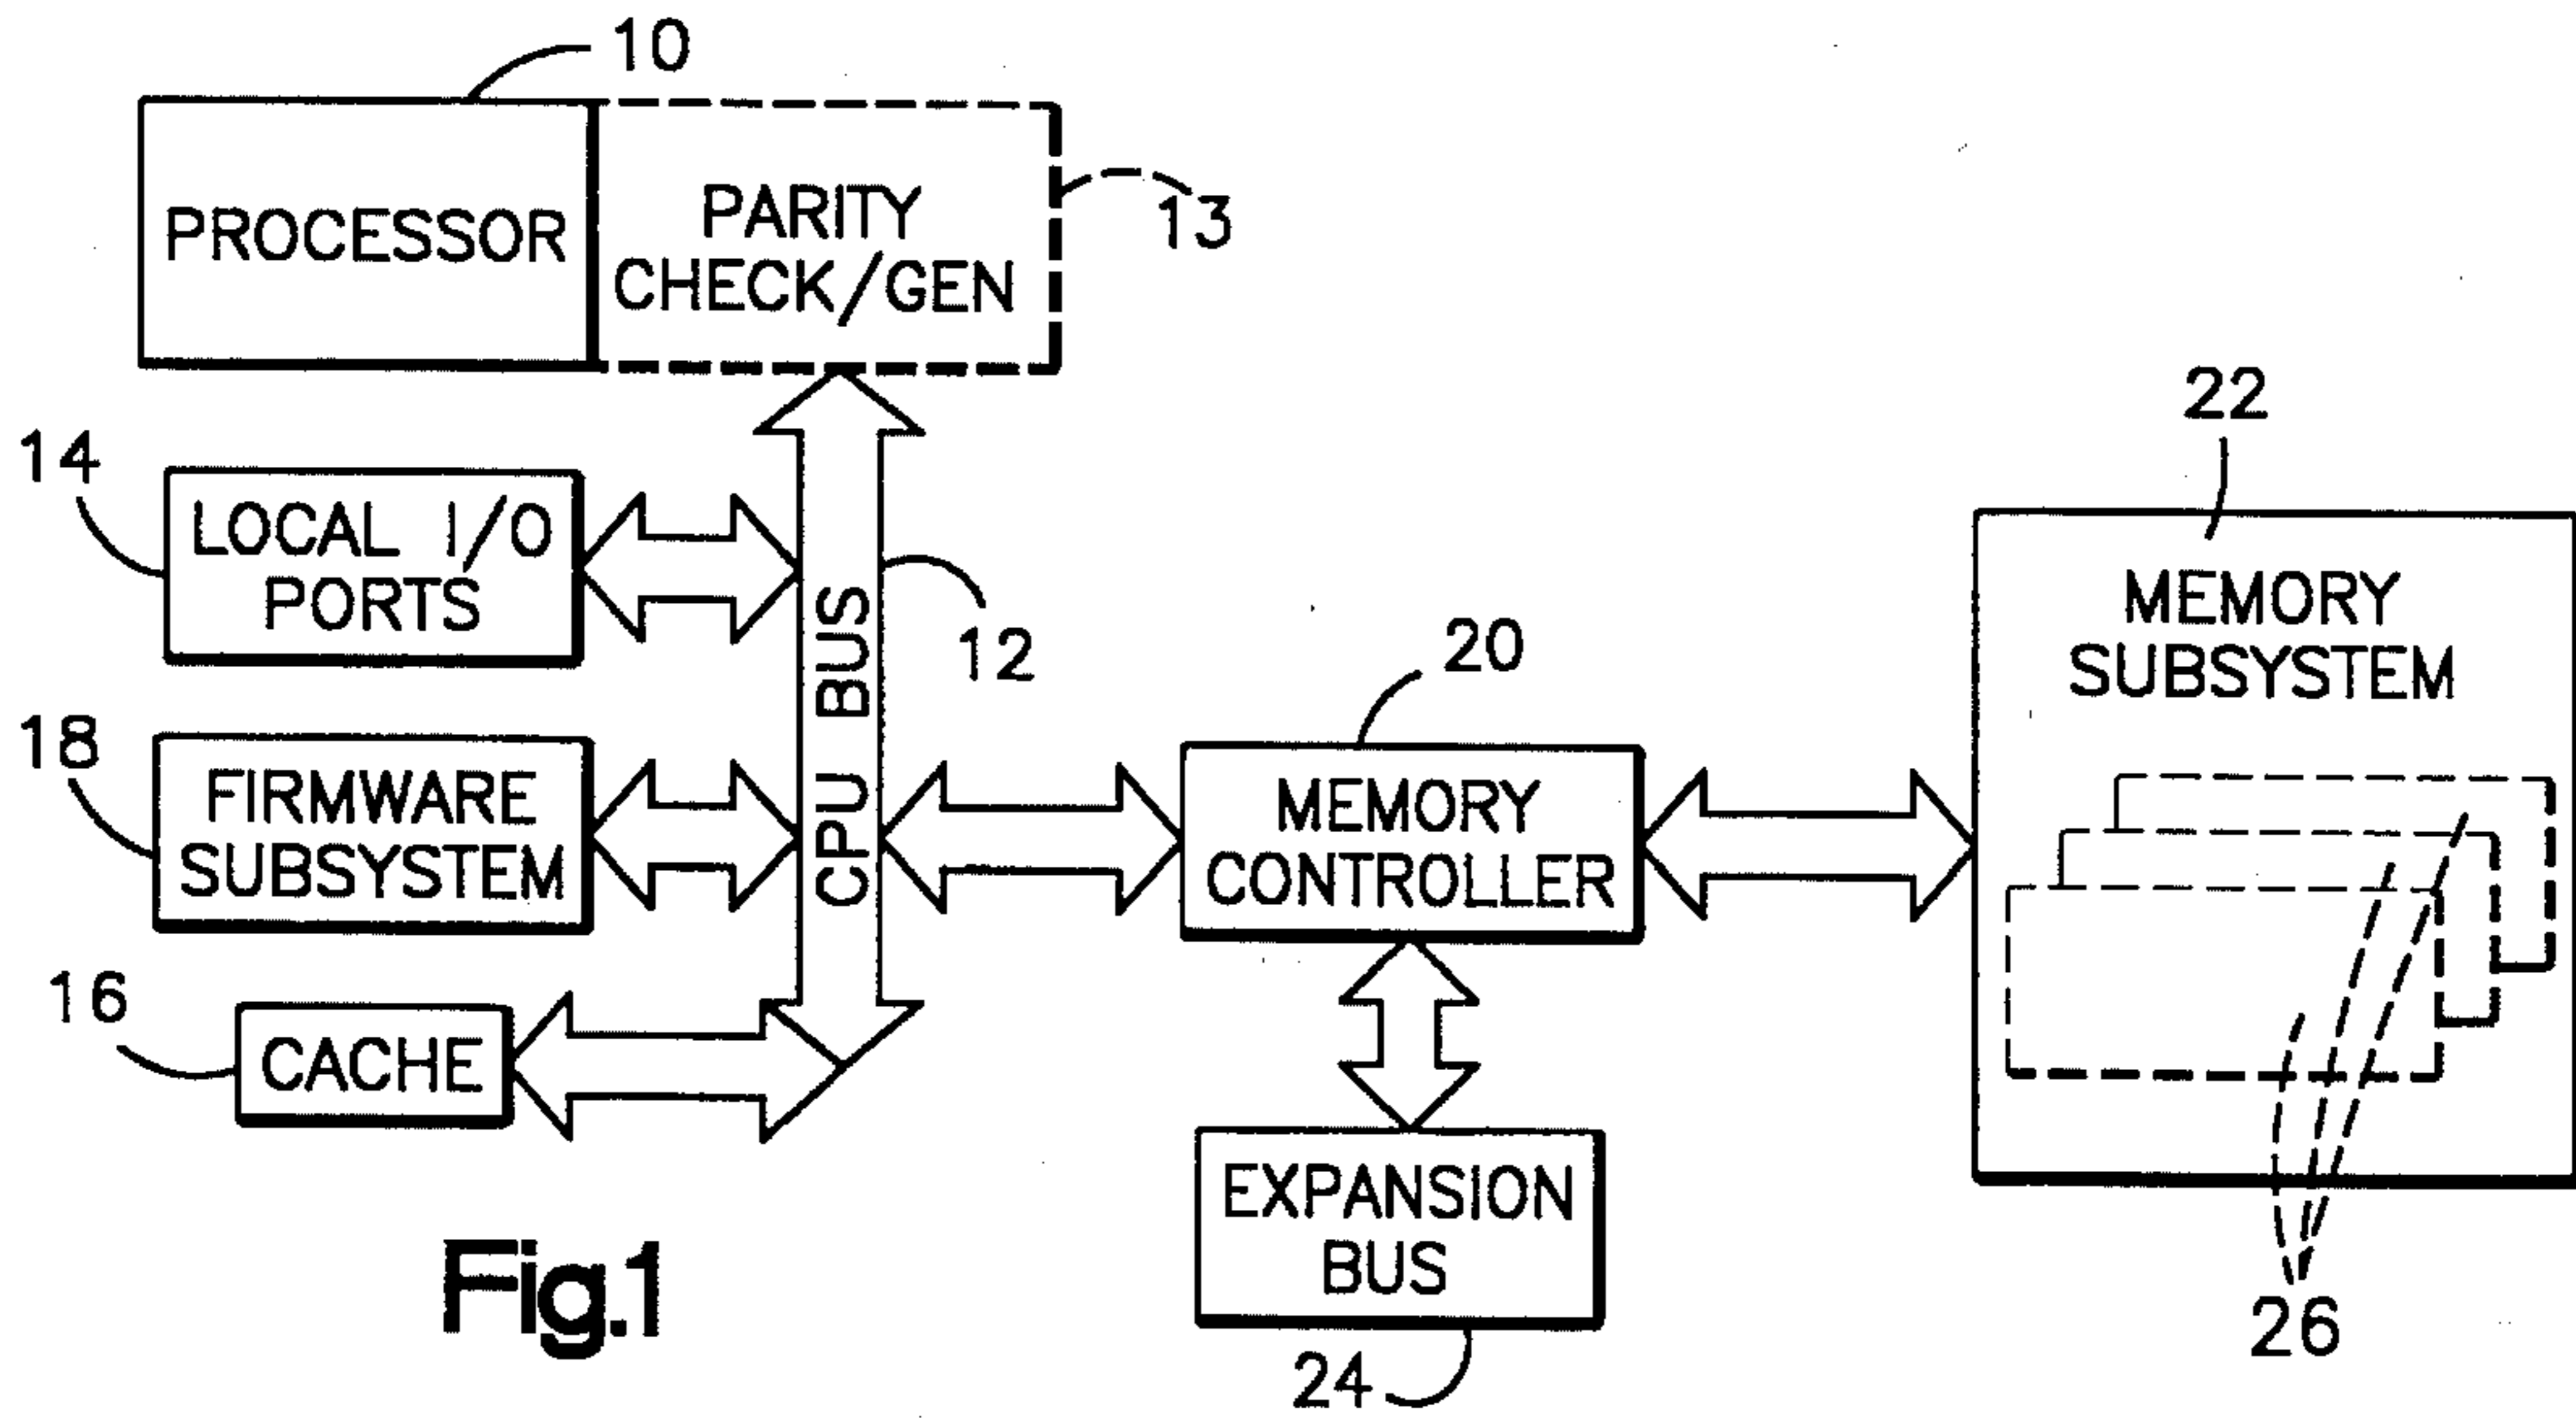 10
PROCESSOR
PARITY
CHECK/GEN
13
14
LOCAL I/O
PORTS
CPU BUS
12
18
FIRMWARE
SUBSYSTEM
16
CACHE
20
MEMORY
CONTROLLER
22
MEMORY
SUBSYSTEM
26
EXPANSION
BUS
24
Fig.1